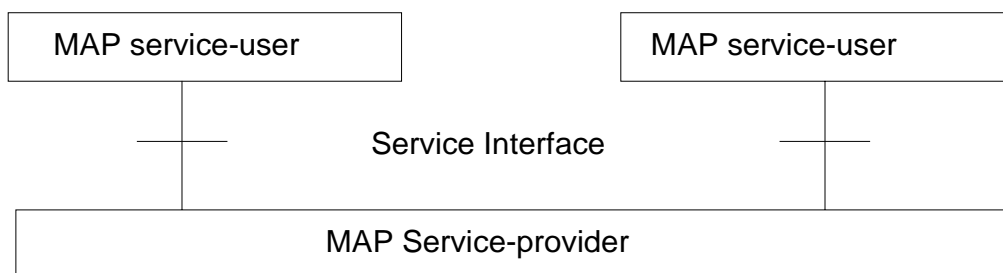 MAP service-user
MAP service-user
Service Interface
MAP Service-provider